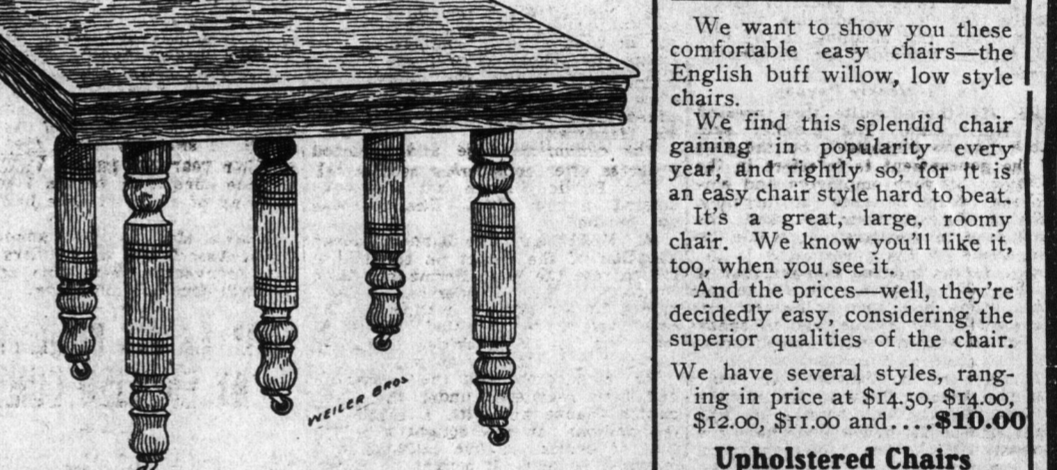 WEILER BROS
We want to show you these
comfortable easy chairs—the
English buff willow, low style
chairs.
We find this splendid chair
gaining in popularity every
year, and rightly so, for it is
an easy chair style hard to beat.
It's a great, large, roomy
chair. We know you'll like it,
too, when you see it.
And the prices—well, they're
decidedly easy, considering the
superior qualities of the chair.
We have several styles, rang-
ing in price at $14.50, $14.00,
$12.00, $11.00 and....$10.00
Upholstered Chairs